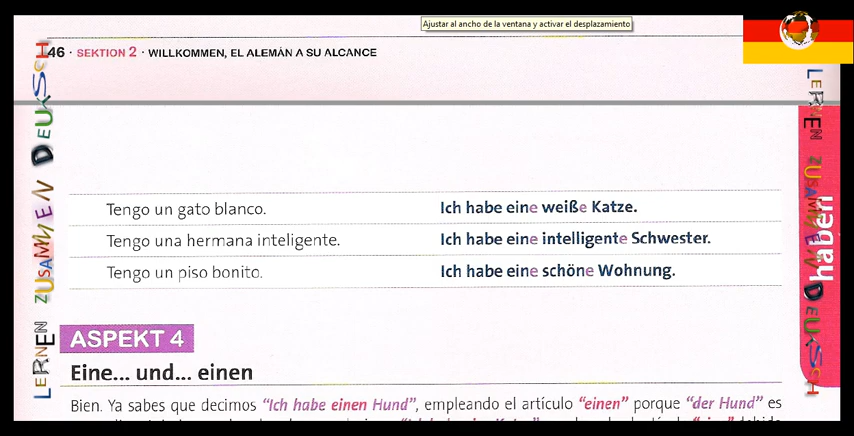 Ajustar al ancho de la ventana y activar el desplazamiento
46 · SEKTION 2 · WILLKOMMEN, EL ALEMÁN A SU ALCANCE
LERNEN ZUSAMMEN DEUKSCH
LERNEN ZUSAMMEN DEUKSCH
haben
Tengo un gato blanco. Ich habe eine weiße Katze.
Tengo una hermana inteligente. Ich habe eine intelligente Schwester.
Tengo un piso bonito. Ich habe eine schöne Wohnung.
ASPEKT 4
Eine... und... einen
Bien. Ya sabes que decimos "Ich habe einen Hund", empleando el artículo "einen" porque "der Hund" es